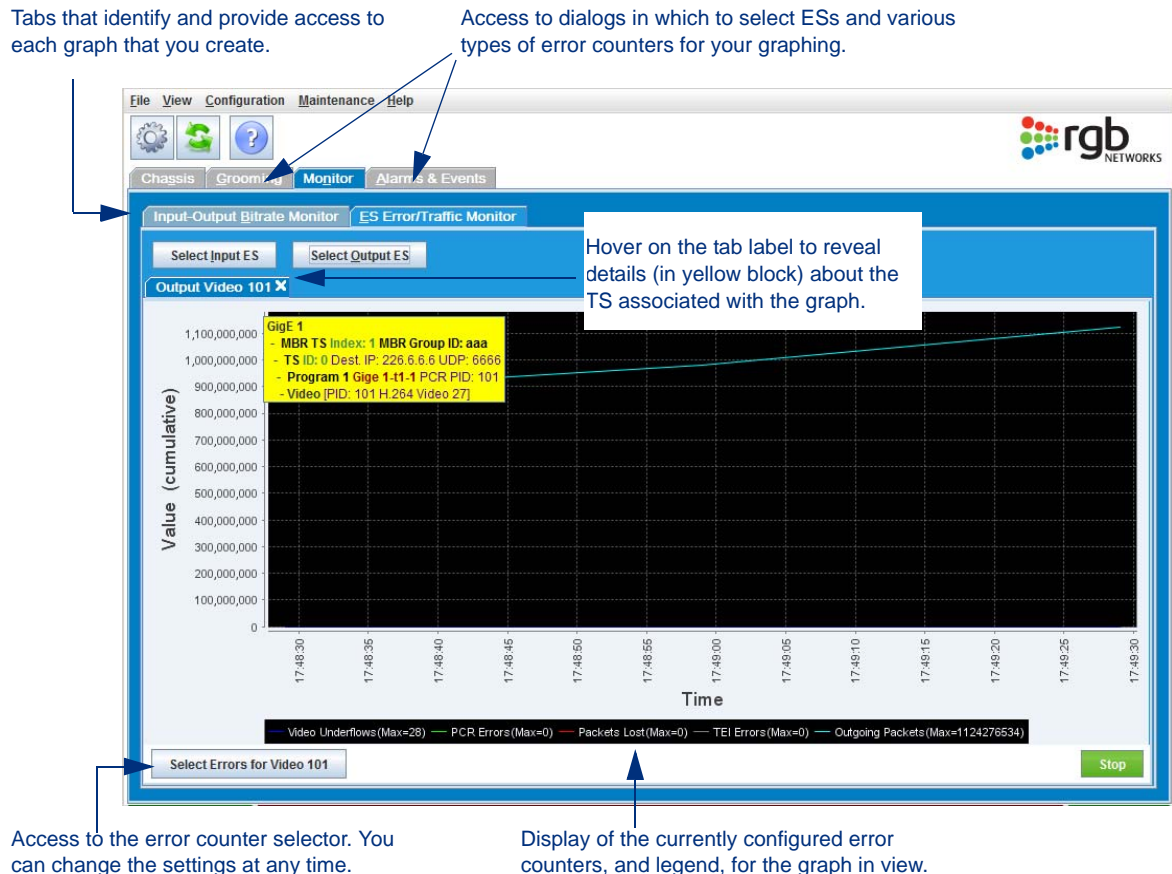 Tabs that identify and provide access to
each graph that you create.
Access to dialogs in which to select ESs and various
types of error counters for your graphing.
File View Configuration Maintenance Help
rgb
NETWORKS
Chassis Grooming Monitor Alarms & Events
Input-Output Bitrate Monitor ES Error/Traffic Monitor
Select Input ES Select Output ES
Hover on the tab label to reveal
details (in yellow block) about the
TS associated with the graph.
Output Video 101 X
GigE 1
- MBR TS Index: 1 MBR Group ID: aaa
- TS ID: 0 Dest. IP: 226.6.6.6 UDP: 6666
- Program 1 Gige 1-t1-1 PCR PID: 101
- Video [PID: 101 H.264 Video 27]
Value (cumulative)
1,100,000,000
1,000,000,000
900,000,000
800,000,000
700,000,000
600,000,000
500,000,000
400,000,000
300,000,000
200,000,000
100,000,000
0
17:48:30
17:48:35
17:48:40
17:48:45
17:48:50
17:48:55
17:49:00
17:49:05
17:49:10
17:49:15
17:49:20
17:49:25
17:49:30
Time
Video Underflows(Max=28) PCR Errors(Max=0) Packets Lost(Max=0) TEI Errors(Max=0) Outgoing Packets(Max=1124276534)
Select Errors for Video 101
Stop
Access to the error counter selector. You
can change the settings at any time.
Display of the currently configured error
counters, and legend, for the graph in view.